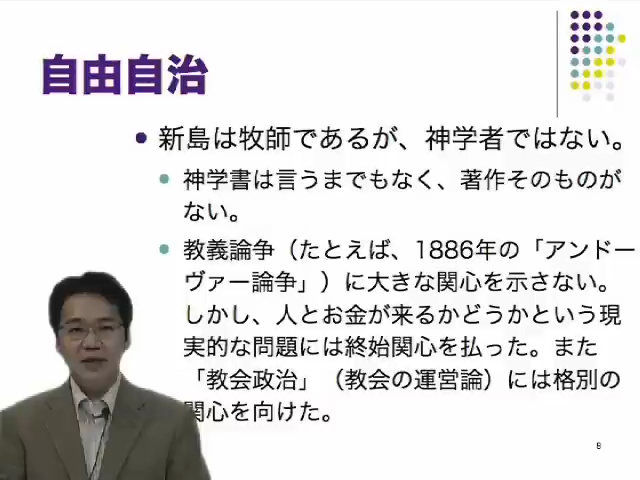 自由自治
新島は牧師であるが、神学者ではない。
神学書は言うまでもなく、著作そのものが
ない。
教義論争（たとえば、1886年の「アンドー
ヴァー論争」）に大きな関心を示さない。
しかし、人とお金が来るかどうかという現
実的な問題には終始関心を払った。また
「教会政治」（教会の運営論）には格別の
関心を向けた。
8